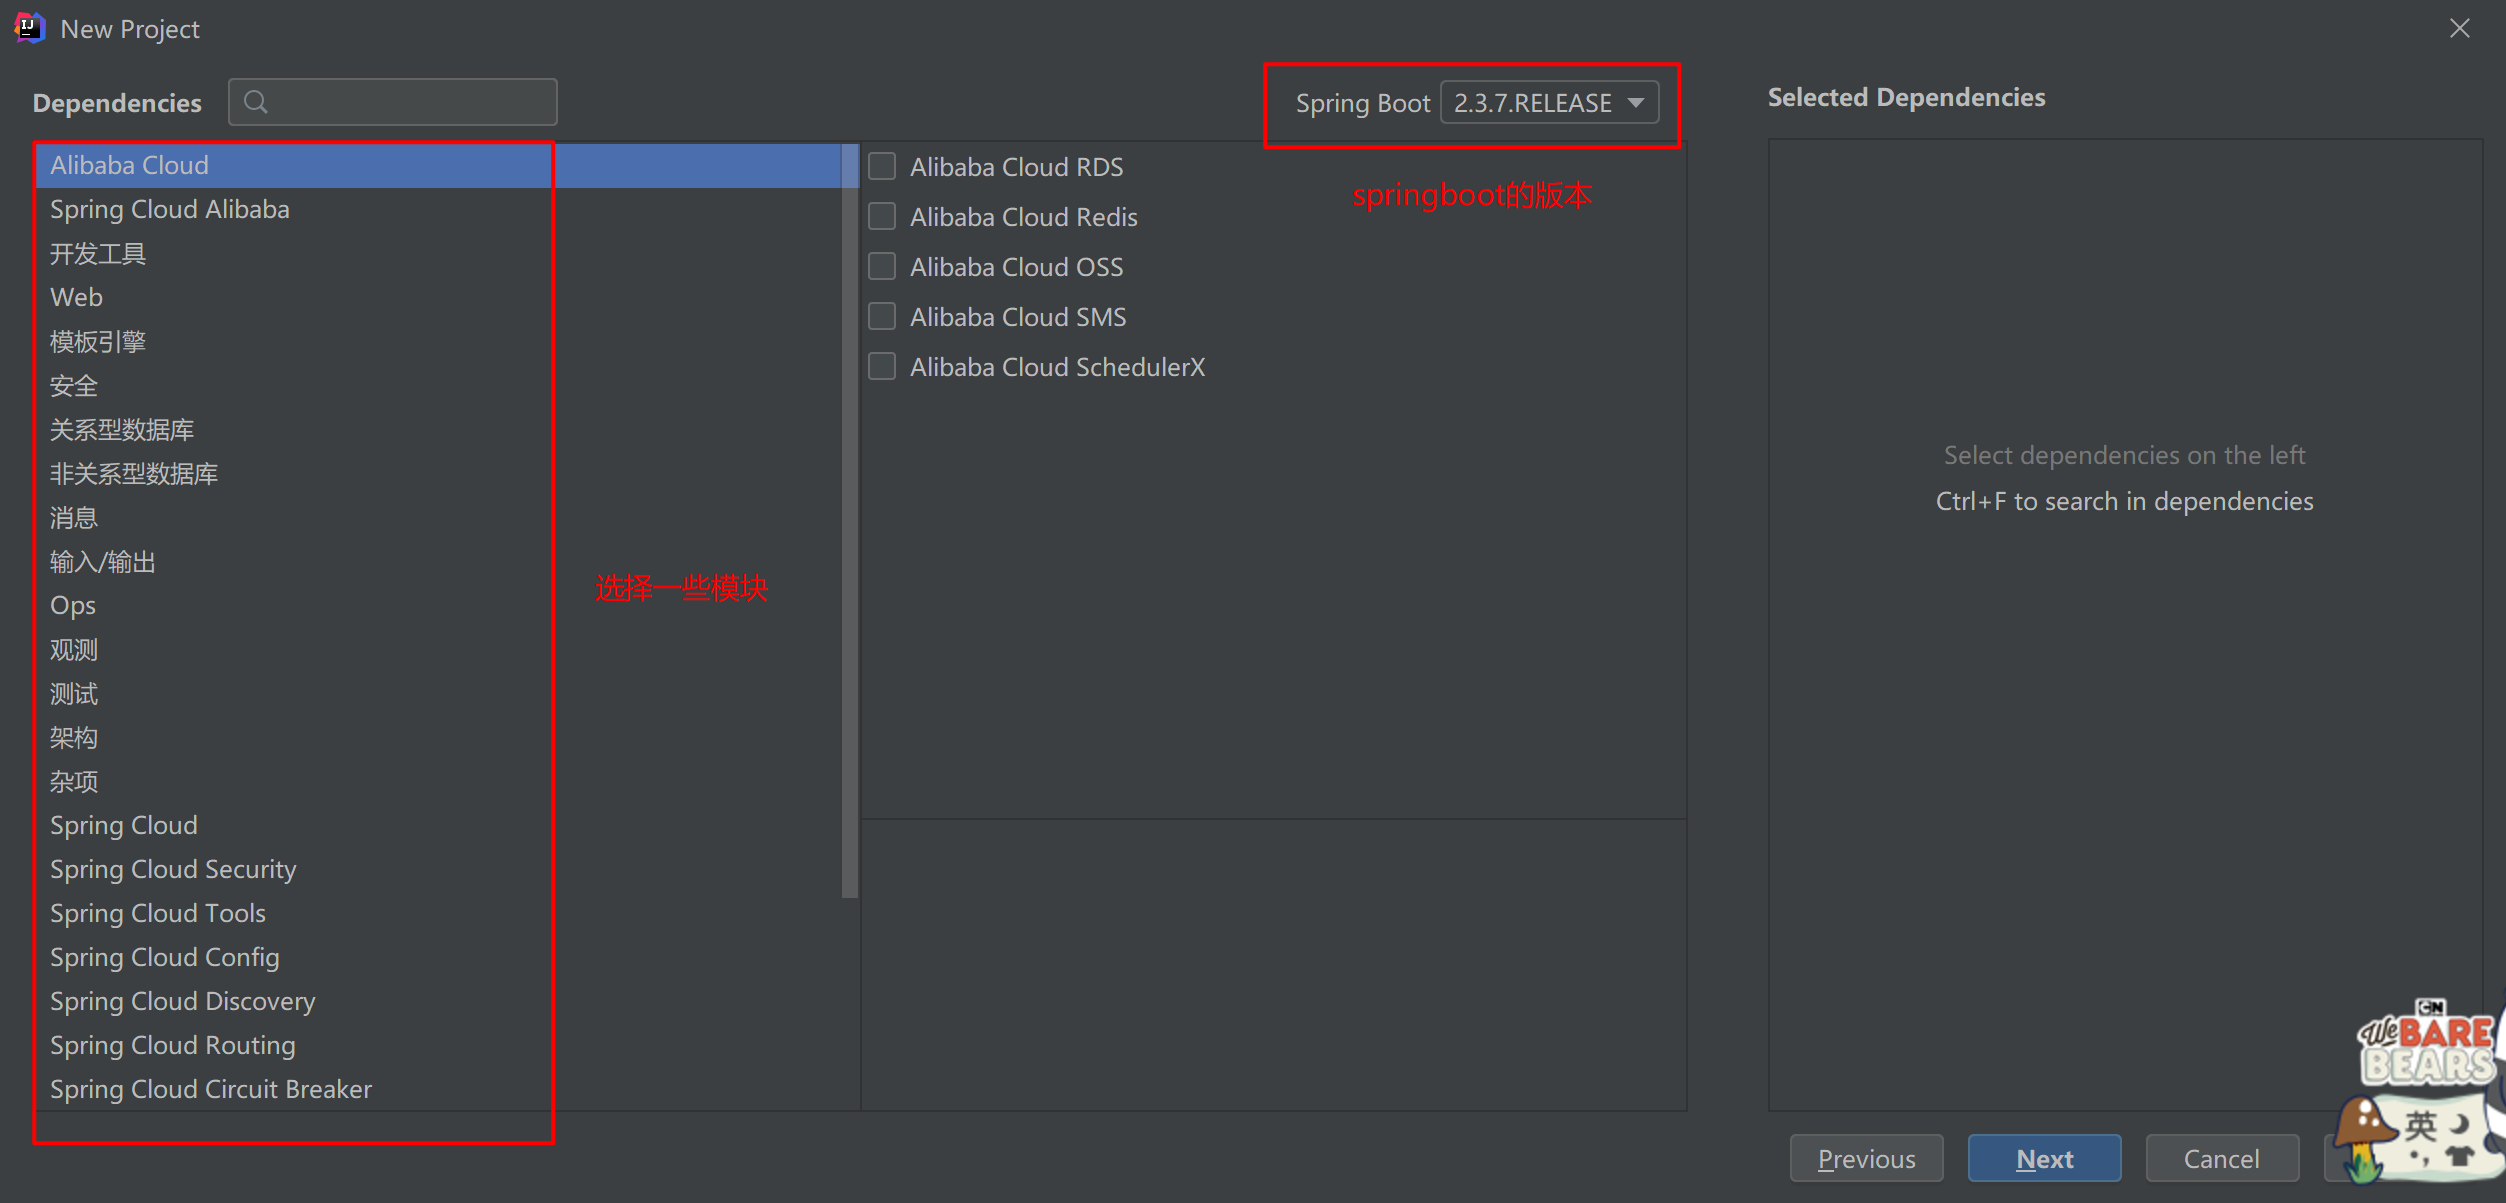 New Project
Dependencies
Spring Boot 2.3.7.RELEASE
Selected Dependencies
Alibaba Cloud
Spring Cloud Alibaba
开发工具
Web
模板引擎
安全
关系型数据库
非关系型数据库
消息
输入/输出
Ops
观测
测试
架构
杂项
Spring Cloud
Spring Cloud Security
Spring Cloud Tools
Spring Cloud Config
Spring Cloud Discovery
Spring Cloud Routing
Spring Cloud Circuit Breaker
选择一些模块
Alibaba Cloud RDS
Alibaba Cloud Redis
Alibaba Cloud OSS
Alibaba Cloud SMS
Alibaba Cloud SchedulerX
springboot的版本
Select dependencies on the left
Ctrl+F to search in dependencies
CN
We BARE
BEARS
英
Previous
Next
Cancel